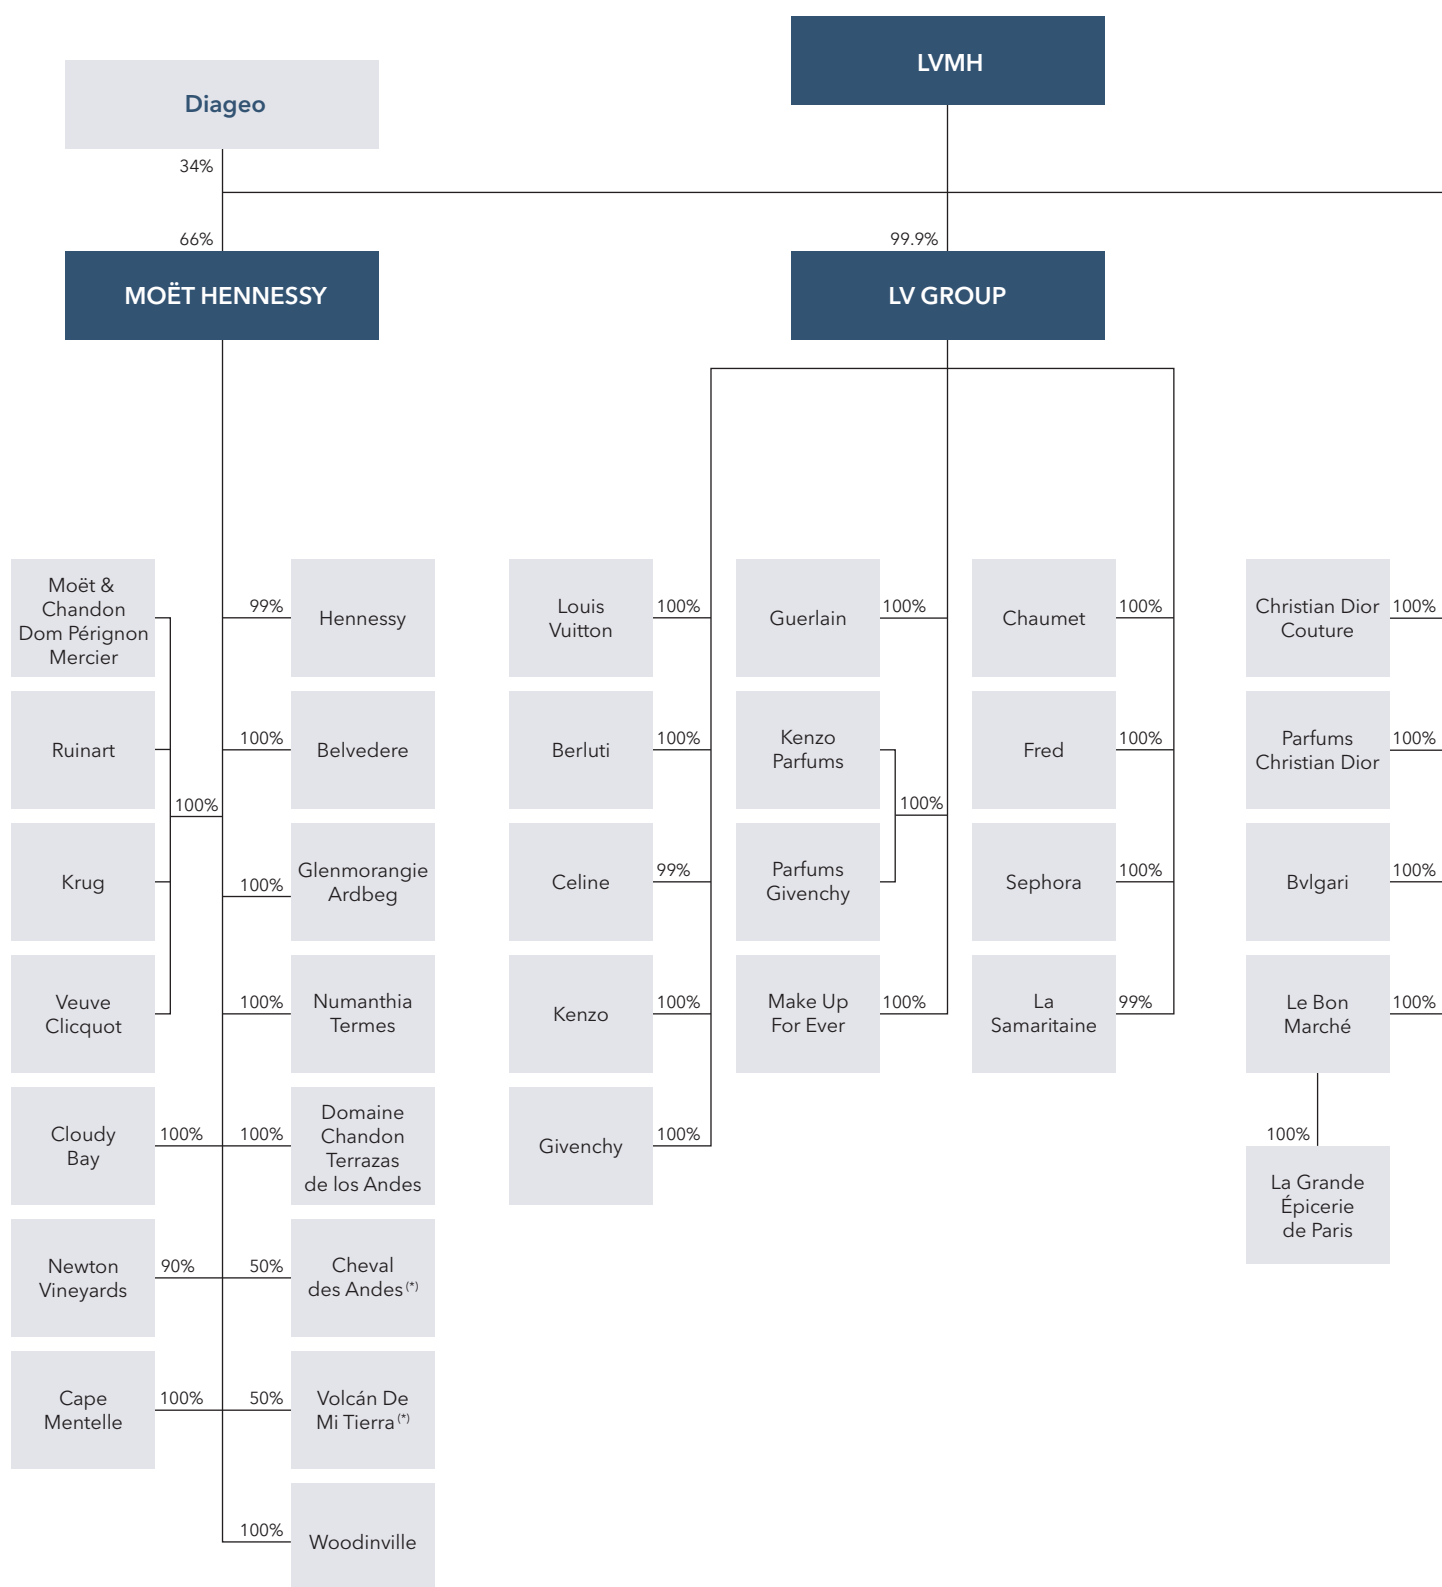 LVMH
Diageo
34%
66%
99.9%
MOËT HENNESSY
LV GROUP
Moët &
Chandon
Dom Pérignon
Mercier
99%
Hennessy
Louis
Vuitton
100%
Guerlain
100%
Chaumet
100%
Christian Dior
Couture
100%
Ruinart
100%
Belvedere
Berluti
100%
Kenzo
Parfums
Fred
100%
Parfums
Christian Dior
100%
100%
100%
Krug
100%
Glenmorangie
Ardbeg
Celine
99%
Parfums
Givenchy
Sephora
100%
Bvlgari
100%
Veuve
Clicquot
100%
Numanthia
Termes
Kenzo
100%
Make Up
For Ever
100%
La
Samaritaine
99%
Le Bon
Marché
100%
Cloudy
Bay
100%
100%
Domaine
Chandon
Terrazas
de los Andes
Givenchy
100%
100%
La Grande
Épicerie
de Paris
Newton
Vineyards
90%
50%
Cheval
des Andes (*)
Cape
Mentelle
100%
50%
Volcán De
Mi Tierra (*)
100%
Woodinville